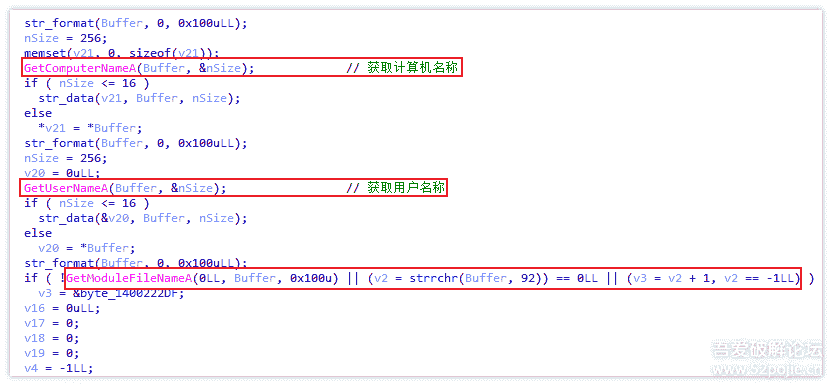 str_format(Buffer, 0, 0x100uLL);
nSize = 256;
memset(v21, 0, sizeof(v21));
GetComputerNameA(Buffer, &nSize); // 获取计算机名称
if ( nSize <= 16 )
str_data(v21, Buffer, nSize);
else
*v21 = *Buffer;
str_format(Buffer, 0, 0x100uLL);
nSize = 256;
v20 = 0uLL;
GetUserNameA(Buffer, &nSize); // 获取用户名称
if ( nSize <= 16 )
str_data(&v20, Buffer, nSize);
else
v20 = *Buffer;
str_format(Buffer, 0, 0x100uLL);
if ( !GetModuleFileNameA(0LL, Buffer, 0x100u) || (v2 = strrchr(Buffer, 92)) == 0LL || (v3 = v2 + 1, v2 == -1LL) )
v3 = &byte_1400222DF;
v16 = 0uLL;
v17 = 0;
v18 = 0;
v19 = 0;
v4 = -1LL;
吾爱破解论坛
www.52pojie.cn